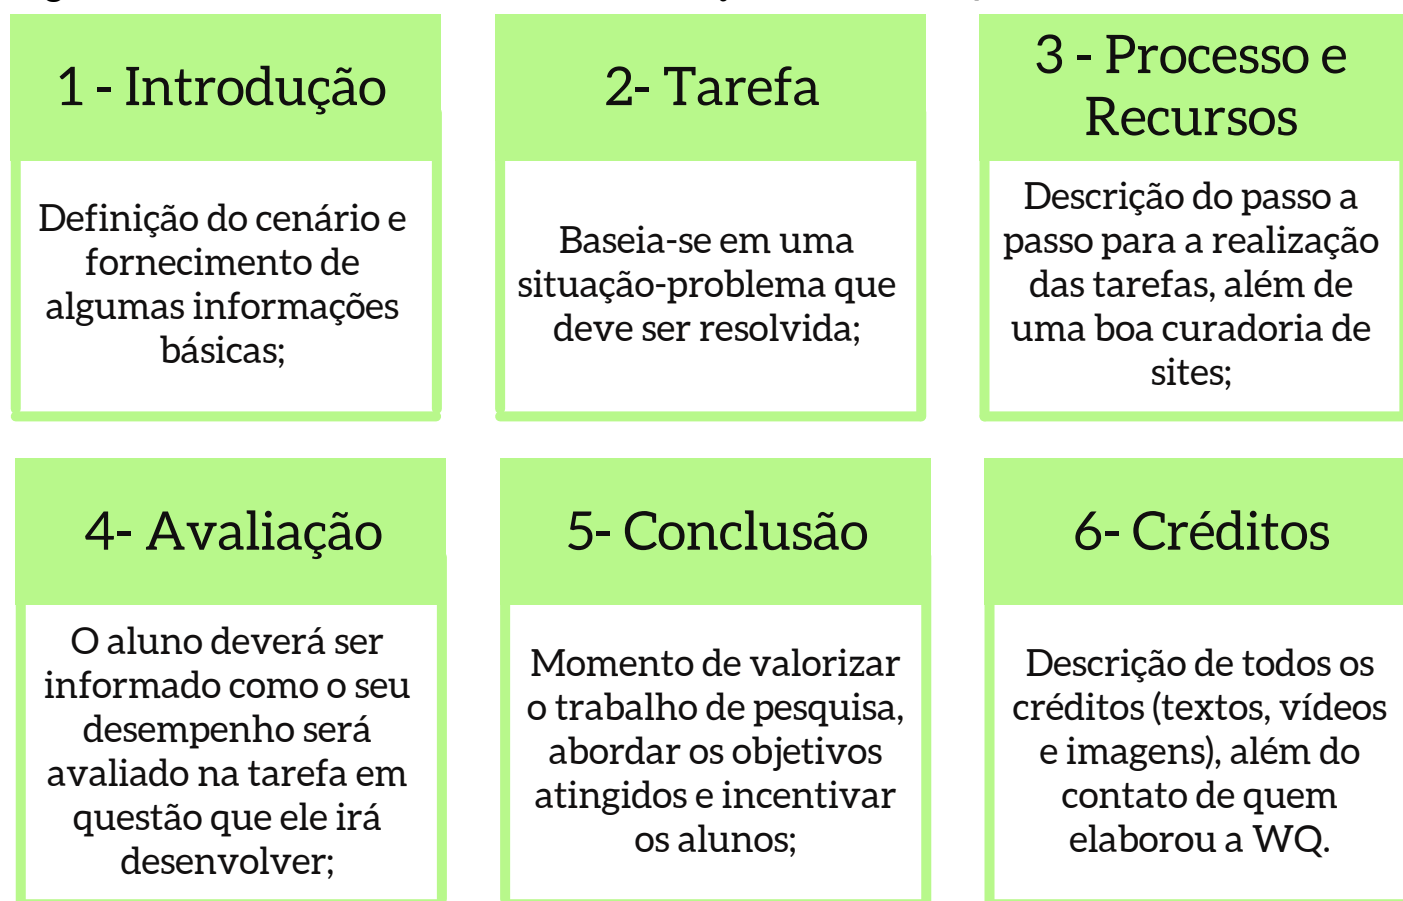 1 - Introdução
Definição do cenário e
fornecimento de
algumas informações
básicas;
2- Tarefa
Baseia-se em uma
situação-problema que
deve ser resolvida;
3 - Processo e
Recursos
Descrição do passo a
passo para a realização
das tarefas, além de
uma boa curadoria de
sites;
4- Avaliação
O aluno deverá ser
informado como o seu
desempenho será
avaliado na tarefa em
questão que ele irá
desenvolver;
5- Conclusão
Momento de valorizar
o trabalho de pesquisa,
abordar os objetivos
atingidos e incentivar
os alunos;
6- Créditos
Descrição de todos os
créditos (textos, vídeos
e imagens), além do
contato de quem
elaborou a WQ.